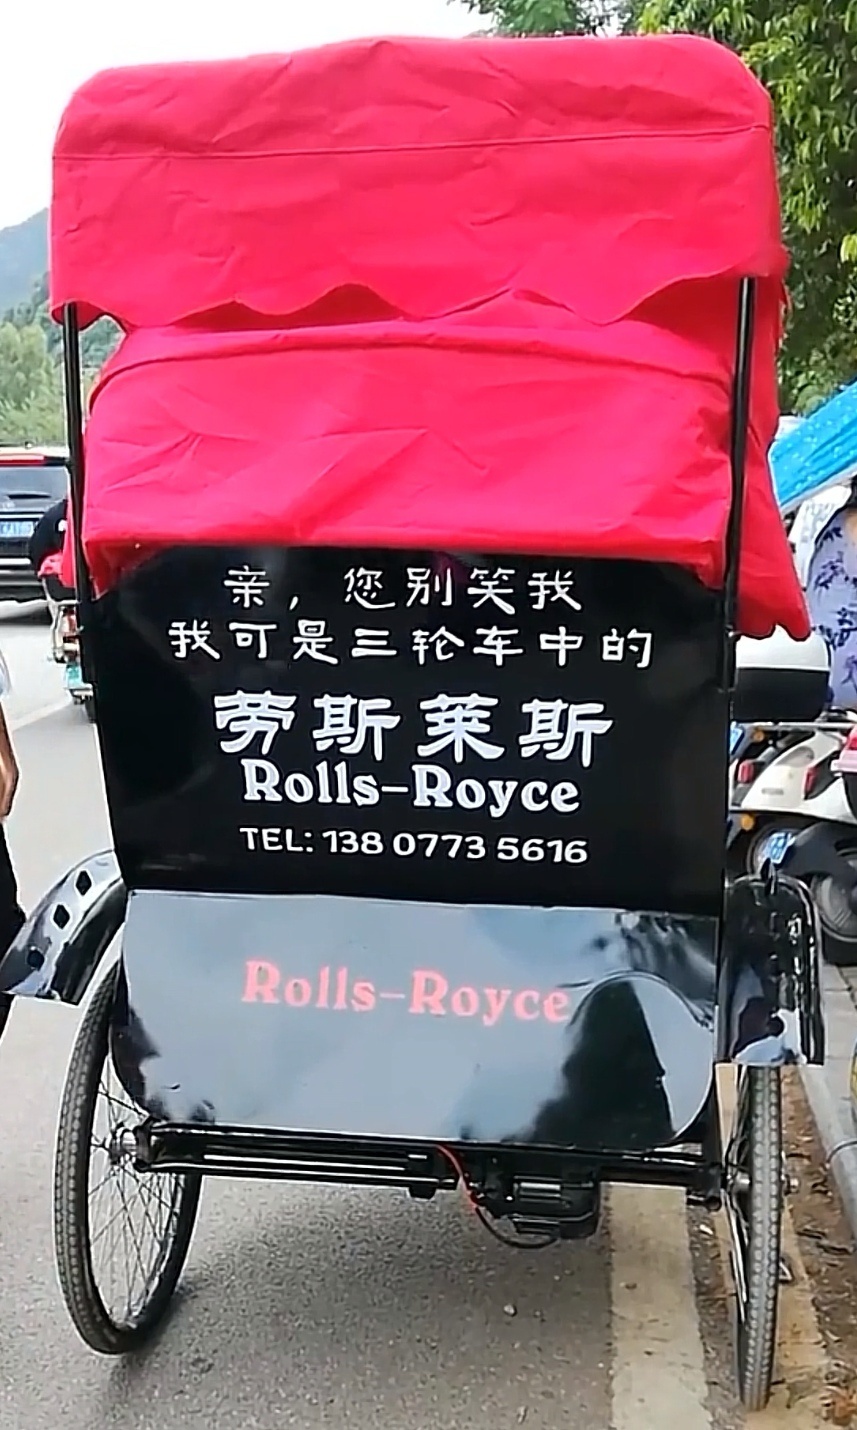 亲，您别笑我
我可是三轮车中的
劳斯莱斯
Rolls-Royce
TEL: 138 0773 5616
Rolls-Royce